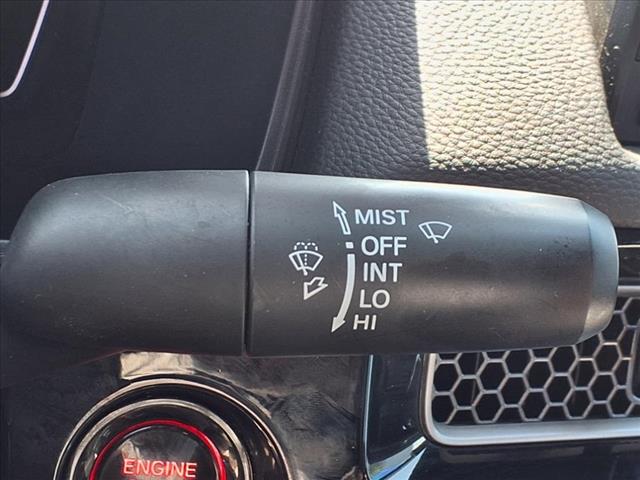 MIST
OFF
INT
LO
HI
ENGINE